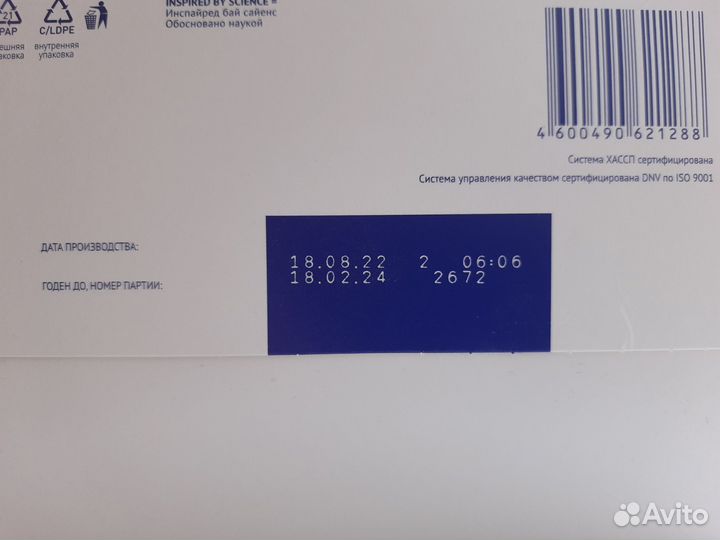 INSPIRED BY SCIENCE =
Инспайред бай сайенс
Обосновано наукой
21
PAP
C/LDPE
внутренняя
упаковка
4 600490 621288
Система ХАССП сертифицирована
Система управления качеством сертифицирована DNV по ISO 9001
ДАТА ПРОИЗВОДСТВА:
18.08.22 2 06:06
ГОДЕН ДО, НОМЕР ПАРТИИ:
18.02.24 2672
Avito